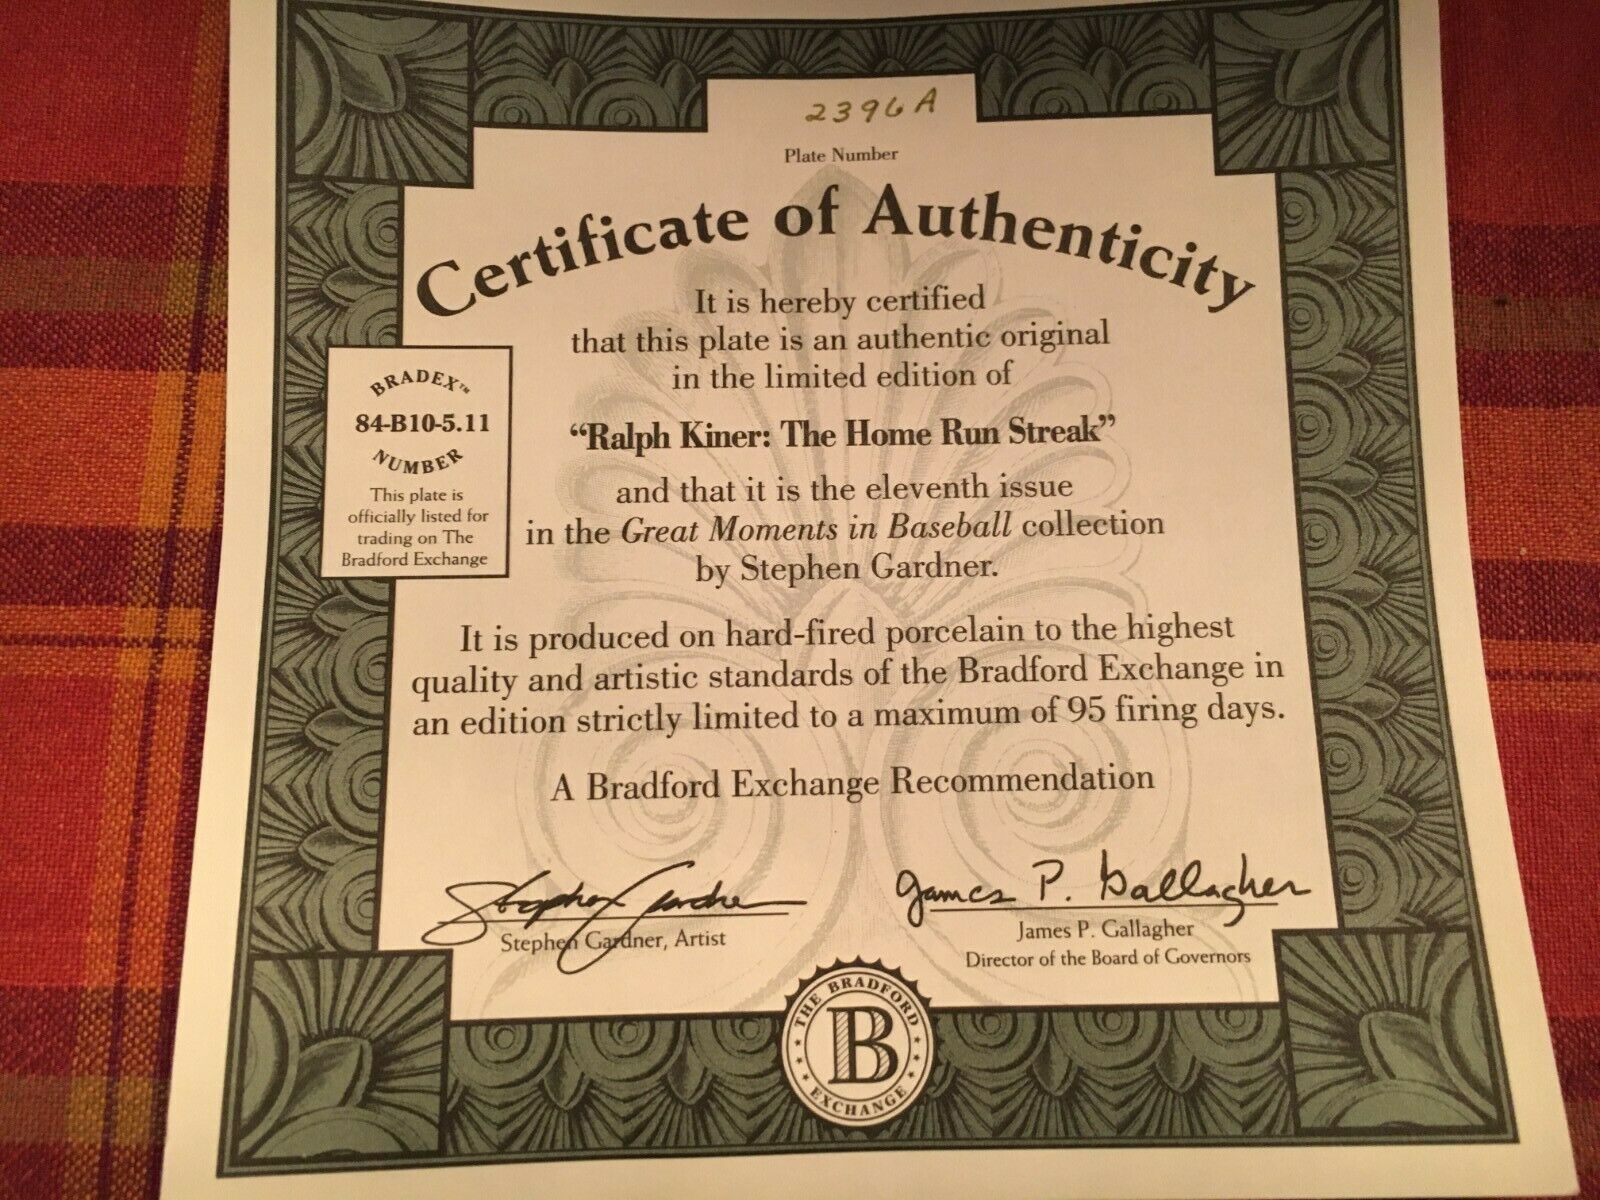 2396A
Plate Number
Certificate of Authenticity
It is hereby certified
that this plate is an authentic original
in the limited edition of
“Ralph Kiner: The Home Run Streak”
and that it is the eleventh issue
in the Great Moments in Baseball collection
by Stephen Gardner.
BRADEX™
84-B10-5.11
NUMBER
This plate is
officially listed for
trading on The
Bradford Exchange
It is produced on hard-fired porcelain to the highest
quality and artistic standards of the Bradford Exchange in
an edition strictly limited to a maximum of 95 firing days.
A Bradford Exchange Recommendation
Stephen Gardner
Stephen Gardner, Artist
James P. Gallagher
James P. Gallagher
Director of the Board of Governors
THE BRADFORD
B
EXCHANGE